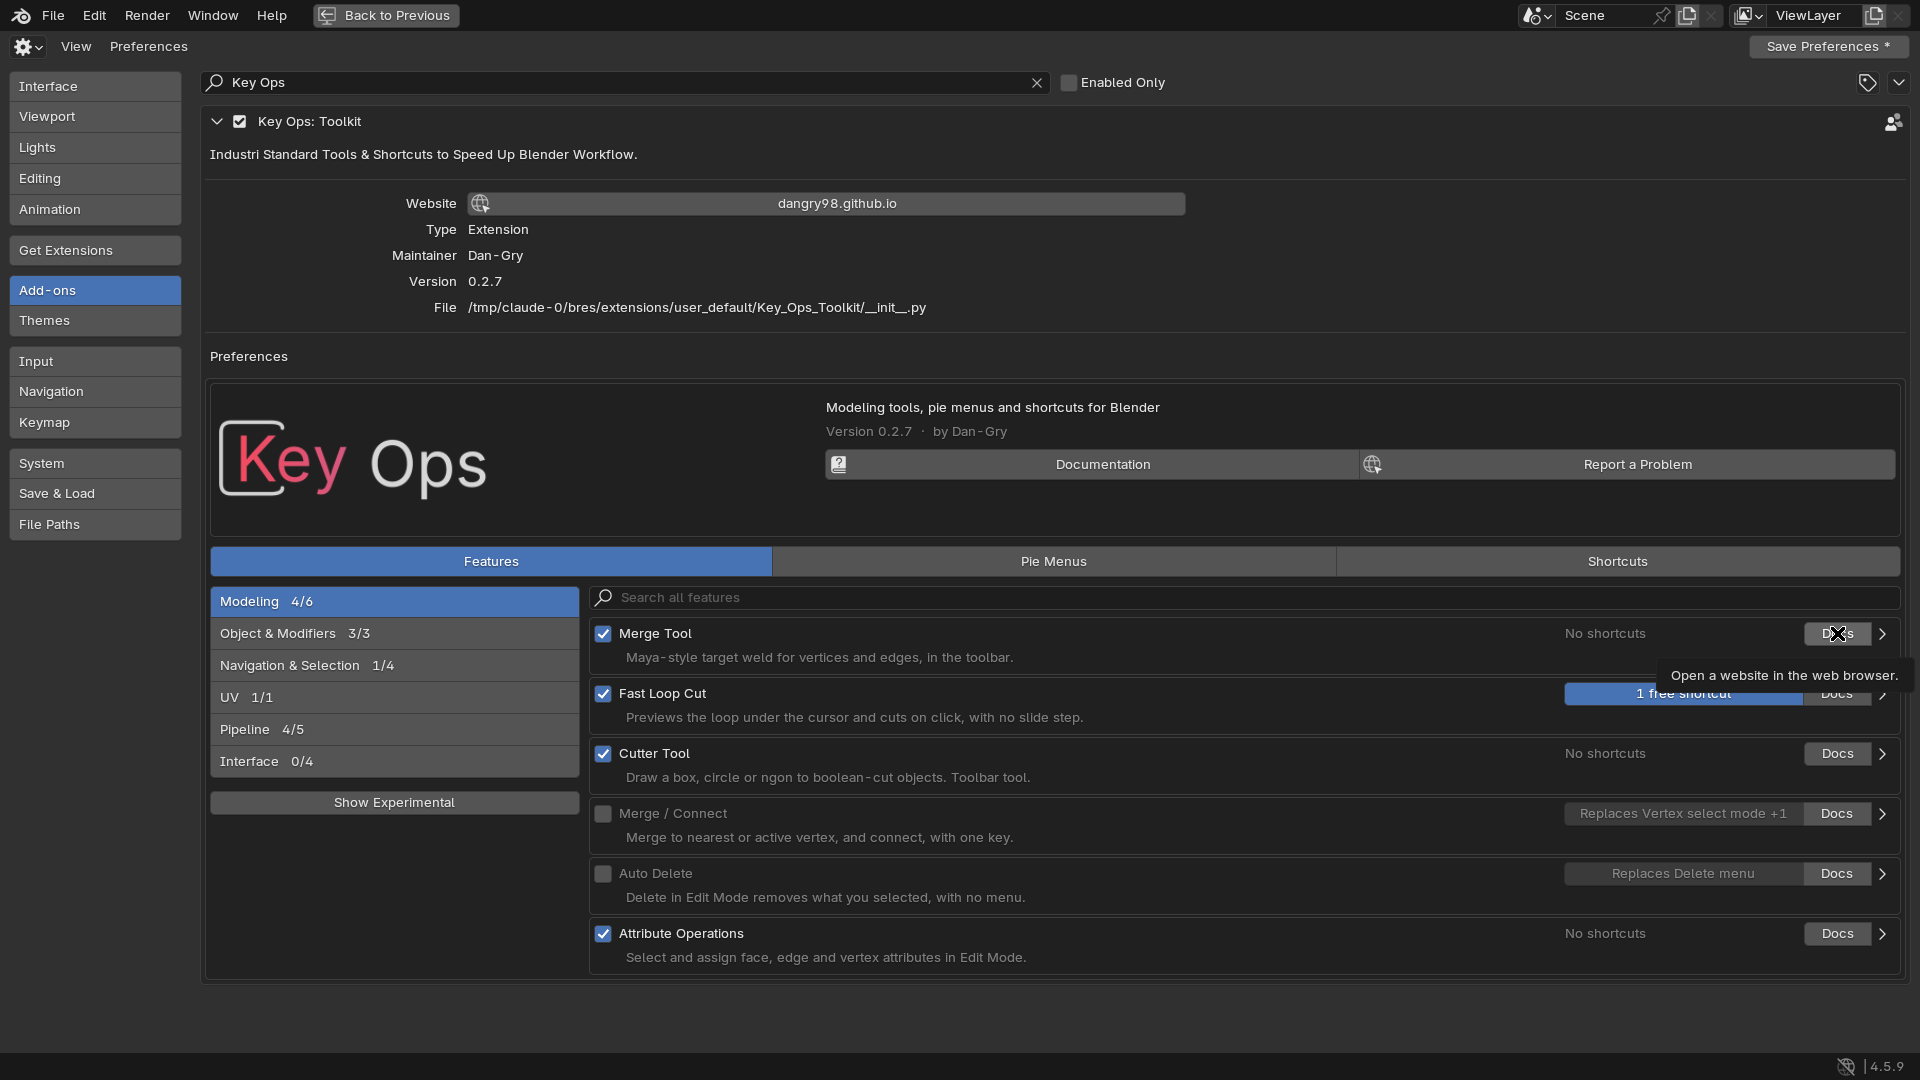 File Edit Render Window Help Back to Previous Scene ViewLayer
View Preferences Save Preferences *
Interface
Viewport
Lights
Editing
Animation
Get Extensions
Add-ons
Themes
Input
Navigation
Keymap
System
Save & Load
File Paths
Key Ops Enabled Only
Key Ops: Toolkit
Industri Standard Tools & Shortcuts to Speed Up Blender Workflow.
Website dangry98.github.io
Type Extension
Maintainer Dan-Gry
Version 0.2.7
File /tmp/claude-0/bres/extensions/user_default/Key_Ops_Toolkit/__init__.py
Preferences
Key Ops
Modeling tools, pie menus and shortcuts for Blender
Version 0.2.7 · by Dan-Gry
Documentation Report a Problem
Features Pie Menus Shortcuts
Modeling 4/6
Object & Modifiers 3/3
Navigation & Selection 1/4
UV 1/1
Pipeline 4/5
Interface 0/4
Show Experimental
Search all features
Merge Tool No shortcuts Docs
Maya-style target weld for vertices and edges, in the toolbar.
Open a website in the web browser.
Fast Loop Cut 1 free shortcut Docs
Previews the loop under the cursor and cuts on click, with no slide step.
Cutter Tool No shortcuts Docs
Draw a box, circle or ngon to boolean-cut objects. Toolbar tool.
Merge / Connect Replaces Vertex select mode +1 Docs
Merge to nearest or active vertex, and connect, with one key.
Auto Delete Replaces Delete menu Docs
Delete in Edit Mode removes what you selected, with no menu.
Attribute Operations No shortcuts Docs
Select and assign face, edge and vertex attributes in Edit Mode.
4.5.9